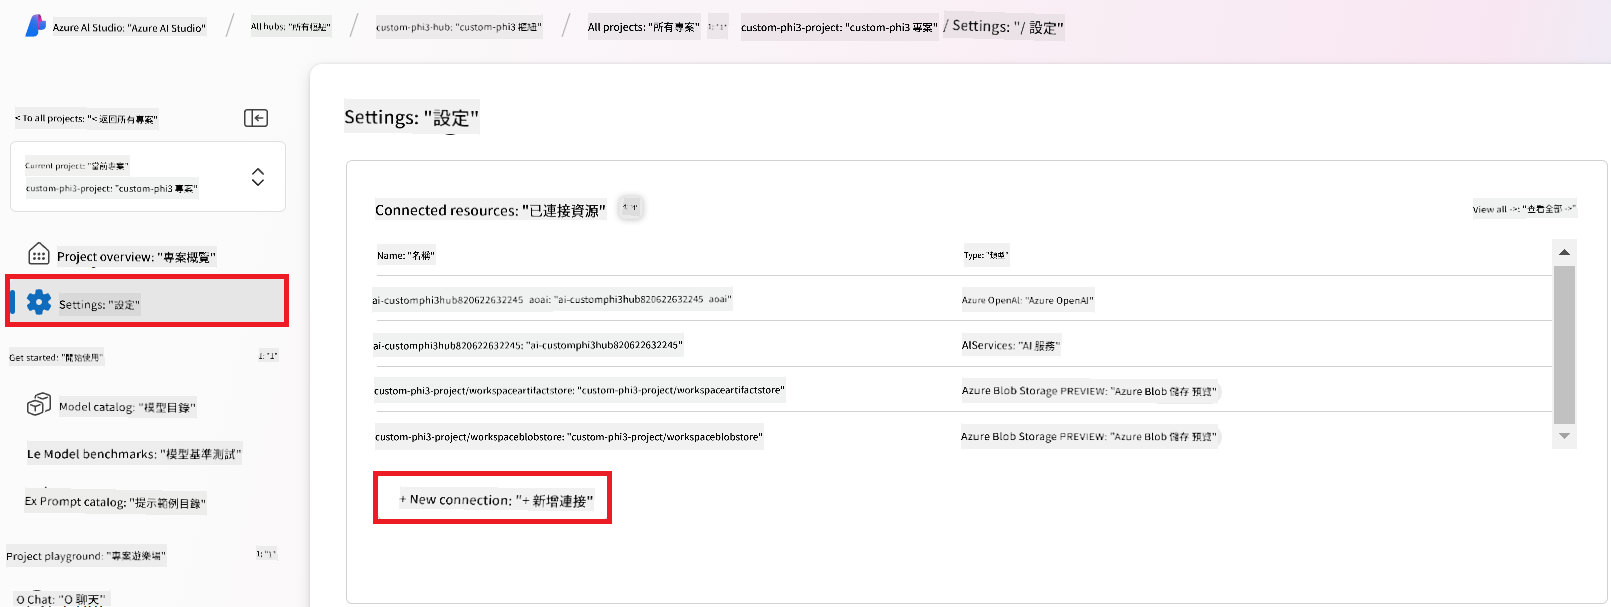 Azure AI Studio: "Azure AI Studio" / All hubs: "所有樞紐" / custom-phi3-hub: "custom-phi3 樞紐" / All projects: "所有專案" 1: "1" custom-phi3-project: "custom-phi3 專案" / Settings: "/ 設定"
< To all projects: "< 返回所有專案"
Current project: "當前專案"
custom-phi3-project: "custom-phi3 專案"
Project overview: "專案概覽"
Settings: "設定"
Get started: "開始使用" 1: "1"
Model catalog: "模型目錄"
Le Model benchmarks: "模型基準測試"
Ex Prompt catalog: "提示範例目錄"
Project playground: "專案遊樂場" 1: "1"
O Chat: "O 聊天"
Settings: "設定"
Connected resources: "已連接資源"
View all ->: "查看全部 ->"
Name: "名稱" Type: "類型"
ai-customphi3hub820622632245_aoai: "ai-customphi3hub820622632245_aoai" Azure OpenAI: "Azure OpenAI"
ai-customphi3hub820622632245: "ai-customphi3hub820622632245" AIServices: "AI 服務"
custom-phi3-project/workspaceartifactstore: "custom-phi3-project/workspaceartifactstore" Azure Blob Storage PREVIEW: "Azure Blob 儲存 預覽"
custom-phi3-project/workspaceblobstore: "custom-phi3-project/workspaceblobstore" Azure Blob Storage PREVIEW: "Azure Blob 儲存 預覽"
+ New connection: "+ 新增連接"